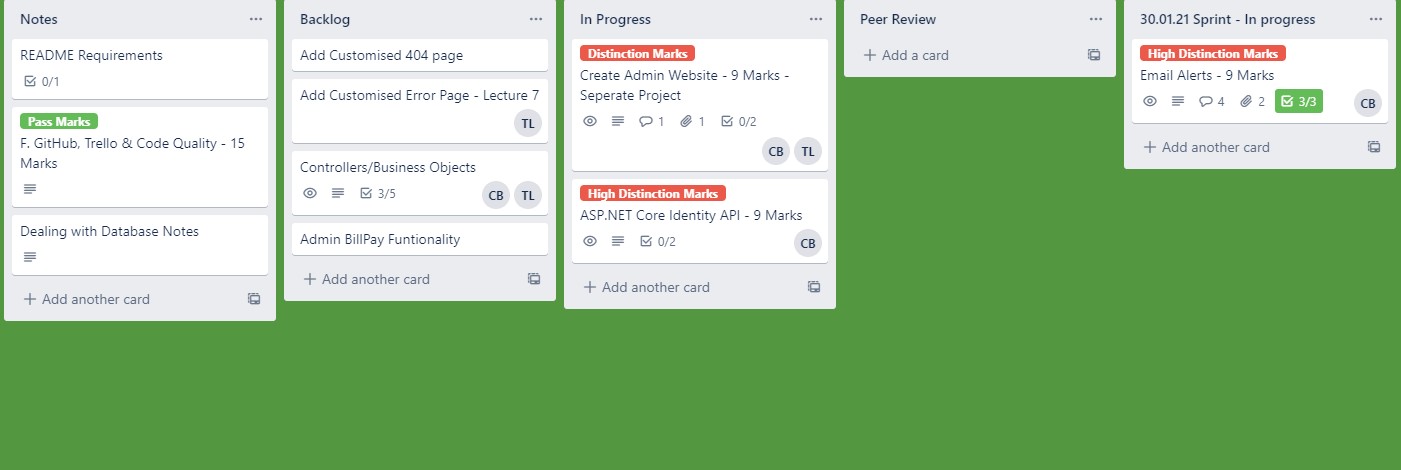 Notes
README Requirements
0/1
Pass Marks
F. GitHub, Trello & Code Quality - 15
Marks
Dealing with Database Notes
Add another card
Backlog
Add Customised 404 page
Add Customised Error Page - Lecture 7
TL
Controllers/Business Objects
3/5
CB TL
Admin BillPay Funtionality
Add another card
In Progress
Distinction Marks
Create Admin Website - 9 Marks -
Seperate Project
1 1 0/2
CB TL
High Distinction Marks
ASP.NET Core Identity API - 9 Marks
0/2
CB
Add another card
Peer Review
Add a card
30.01.21 Sprint - In progress
High Distinction Marks
Email Alerts - 9 Marks
4 2 3/3
CB
Add another card